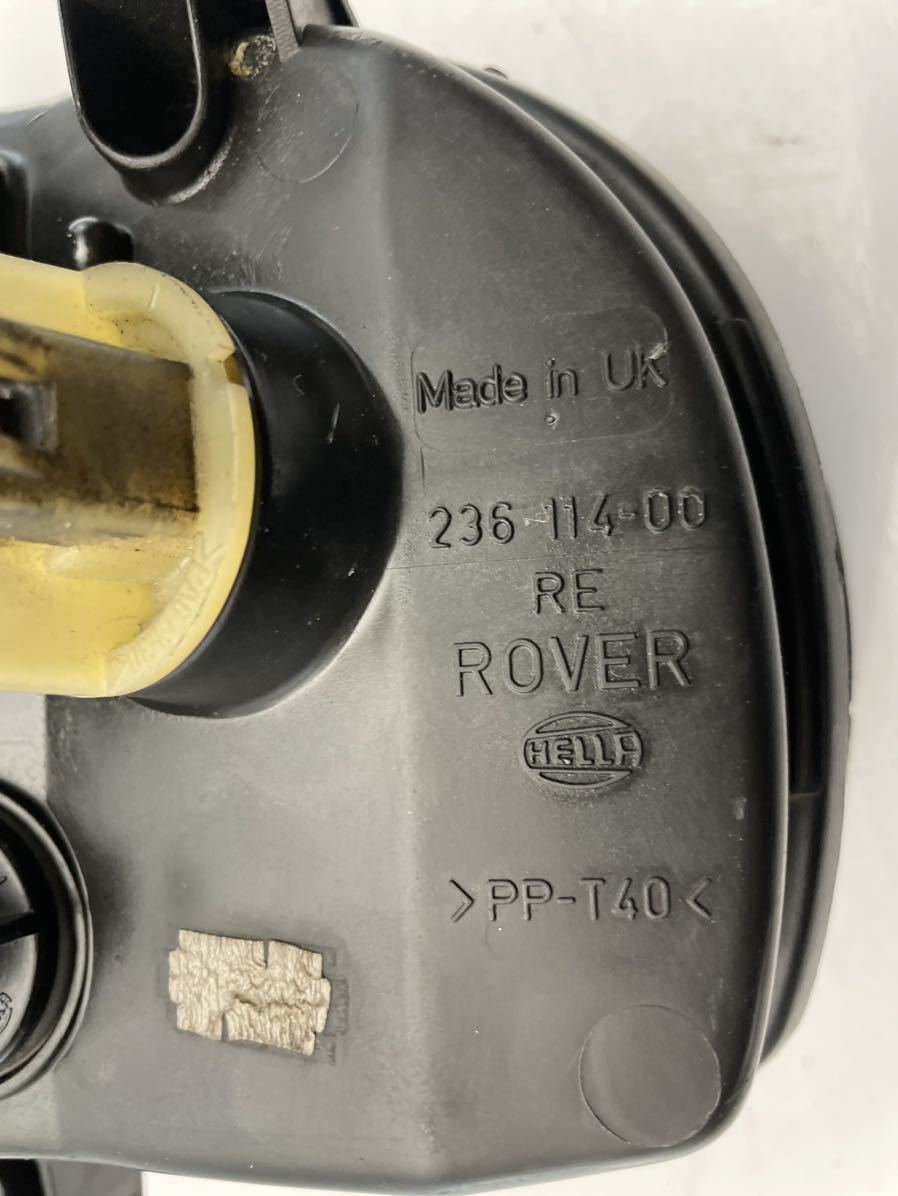 Made in UK
236-114-00
RE
ROVER
HELLA
>PP-T40<